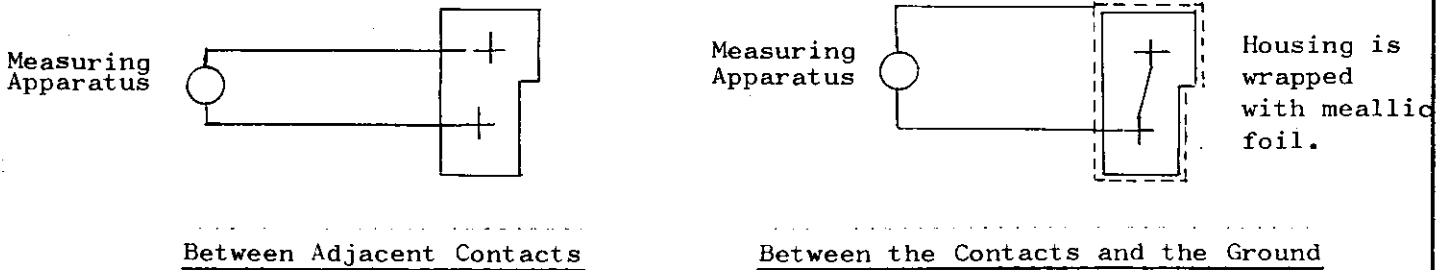 Measuring
Apparatus
Measuring
Apparatus
Housing is
wrapped
with meallic
foil.
Between Adjacent Contacts
Between the Contacts and the Ground